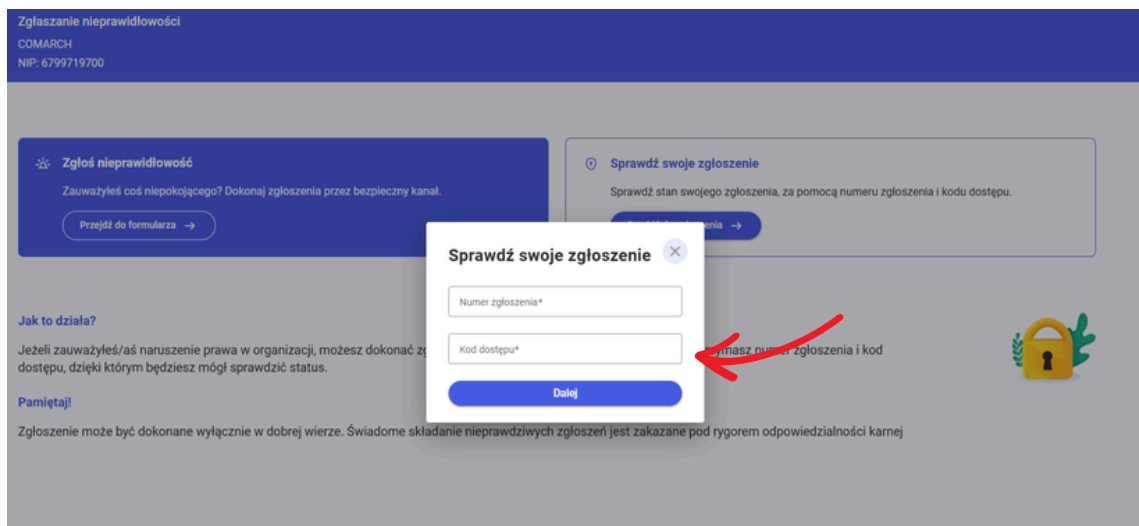 Zgłaszanie nieprawidłowości
COMARCH
NIP: 6799719700
Zgłoś nieprawidłowość
Zauważyłeś coś niepokojącego? Dokonaj zgłoszenia przez bezpieczny kanał.
Przejdź do formularza →
Sprawdź swoje zgłoszenie
Sprawdź stan swojego zgłoszenia, za pomocą numeru zgłoszenia i kodu dostępu.
Sprawdź swoje zgłoszenie
Numer zgłoszenia*
Kod dostępu*
Dalej
Jak to działa?
Jeżeli zauważyłeś/aś naruszenie prawa w organizacji, możesz dokonać numer zgłoszenia i kod
dostępu, dzięki którym będziesz mógł sprawdzić status.
Pamiętaj!
Zgłoszenie może być dokonane wyłącznie w dobrej wierze. Świadome składanie nieprawdziwych zgłoszeń jest zakazane pod rygorem odpowiedzialności karnej